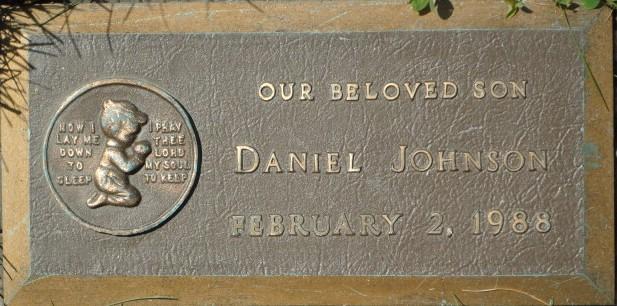 NOW I
LAY ME
DOWN
TO
SLEEP
I PRAY
THEE
LORD
MY SOUL
TO KEEP
OUR BELOVED SON
DANIEL JOHNSON
FEBRUARY 2, 1988